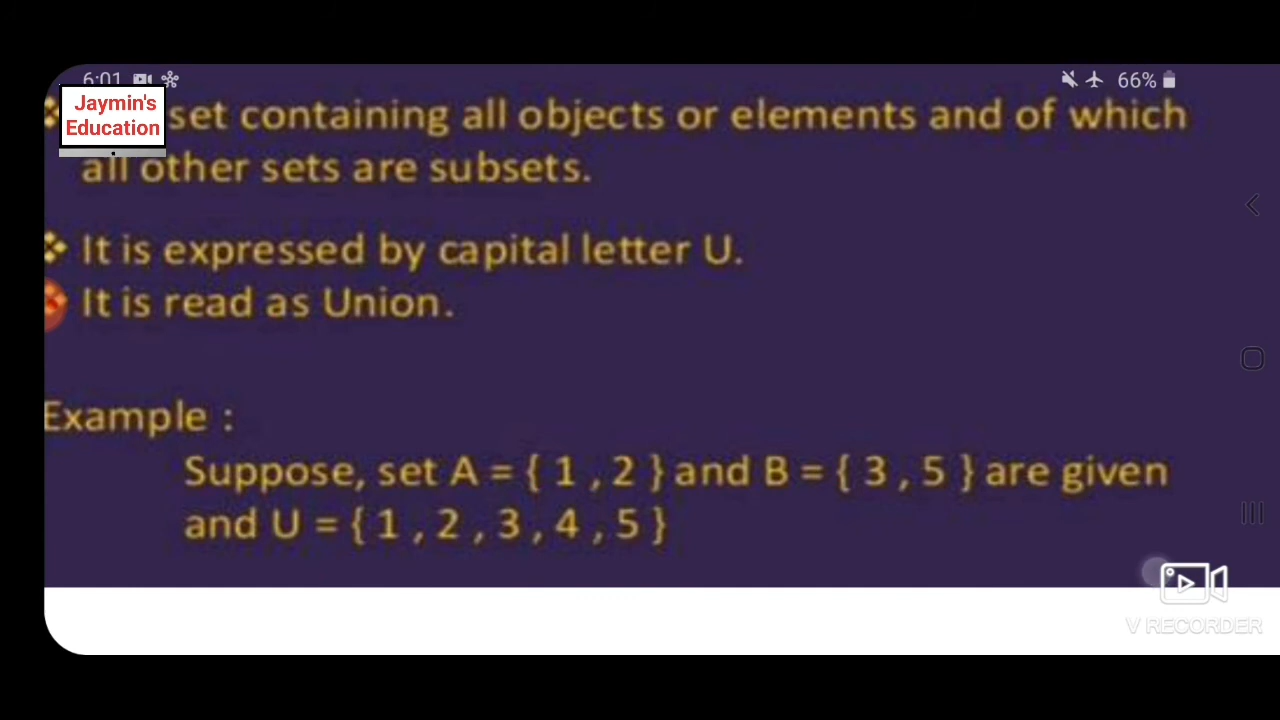 6:01
66%
Jaymin's
Education
set containing all objects or elements and of which
all other sets are subsets.
It is expressed by capital letter U.
It is read as Union.
Example :
Suppose, set A = { 1 , 2 } and B = { 3 , 5 } are given
and U = { 1 , 2 , 3 , 4 , 5 }
V RECORDER